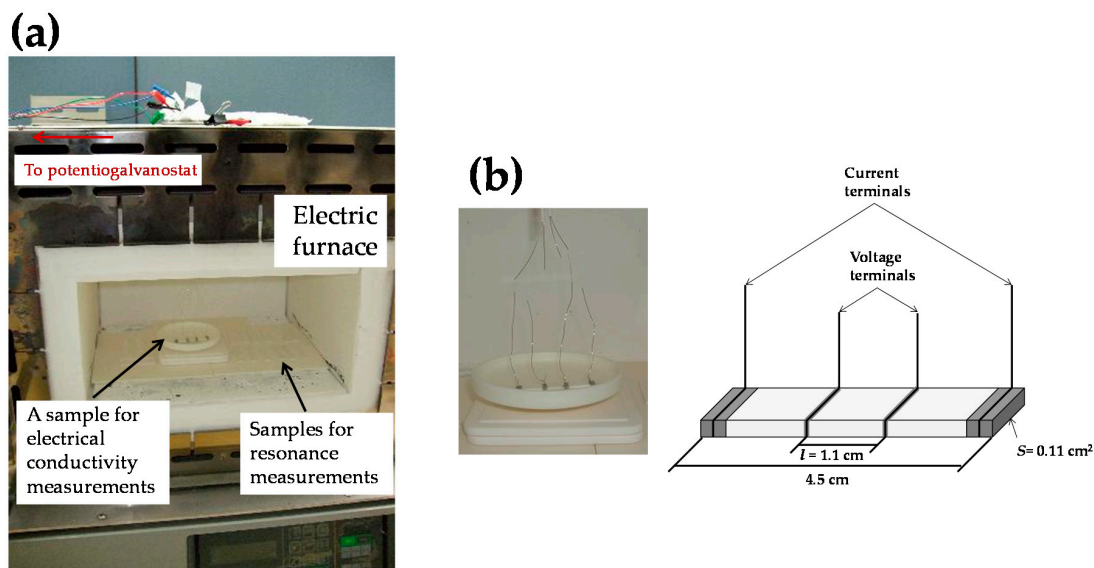 (a)
To potentiogalvanostat
Electric
furnace
A sample for
electrical
conductivity
measurements
Samples for
resonance
measurements
(b)
Current
terminals
Voltage
terminals
l = 1.1 cm
S= 0.11 cm²
4.5 cm